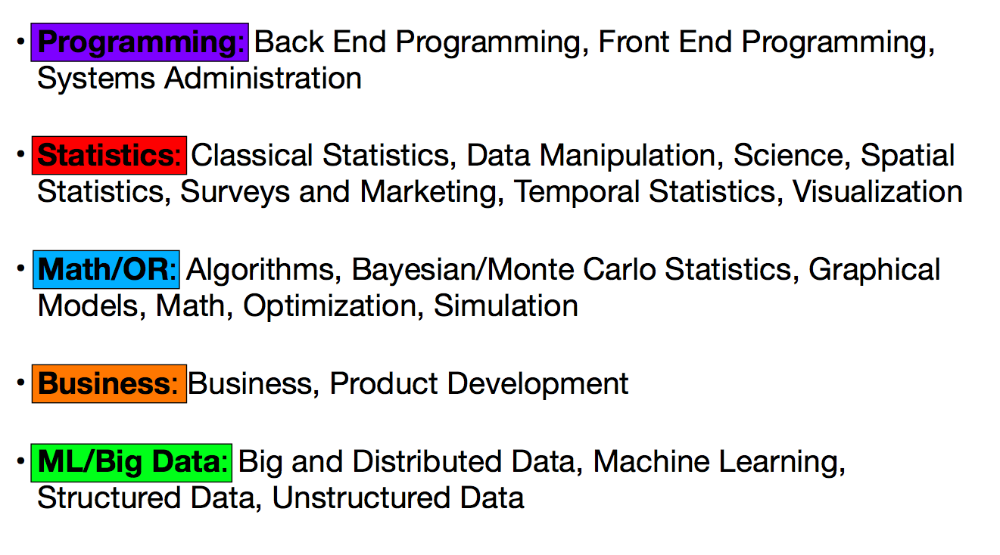 • Programming: Back End Programming, Front End Programming,
Systems Administration
• Statistics: Classical Statistics, Data Manipulation, Science, Spatial
Statistics, Surveys and Marketing, Temporal Statistics, Visualization
• Math/OR: Algorithms, Bayesian/Monte Carlo Statistics, Graphical
Models, Math, Optimization, Simulation
• Business: Business, Product Development
• ML/Big Data: Big and Distributed Data, Machine Learning,
Structured Data, Unstructured Data